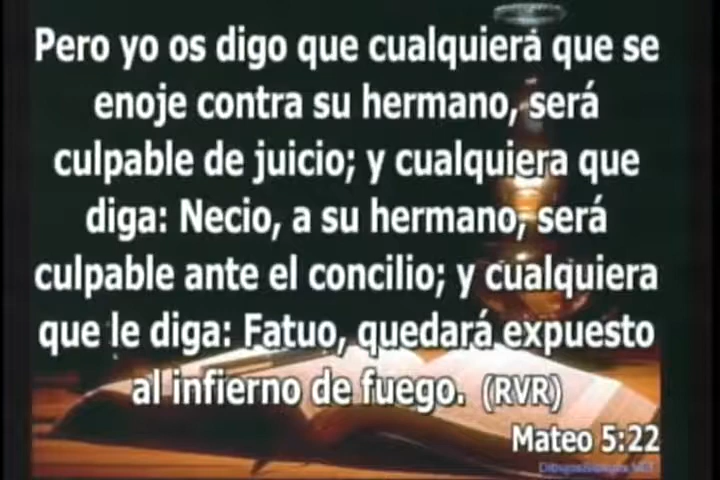 Pero yo os digo que cualquiera que se
enoje contra su hermano, será
culpable de juicio; y cualquiera que
diga: Necio, a su hermano, será
culpable ante el concilio; y cualquiera
que le diga: Fatuo, quedará expuesto
al infierno de fuego. (RVR)
Mateo 5:22